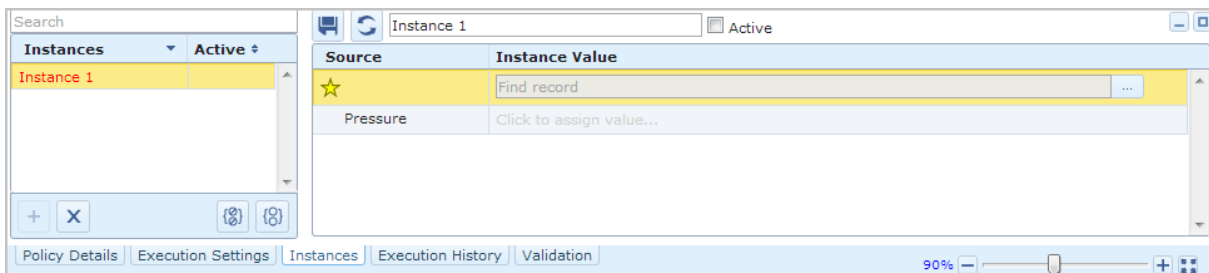 Search
Instances Active
Instance 1
Instance 1 Active
Source Instance Value
Find record ...
Pressure Click to assign value...
Policy Details Execution Settings Instances Execution History Validation
90%